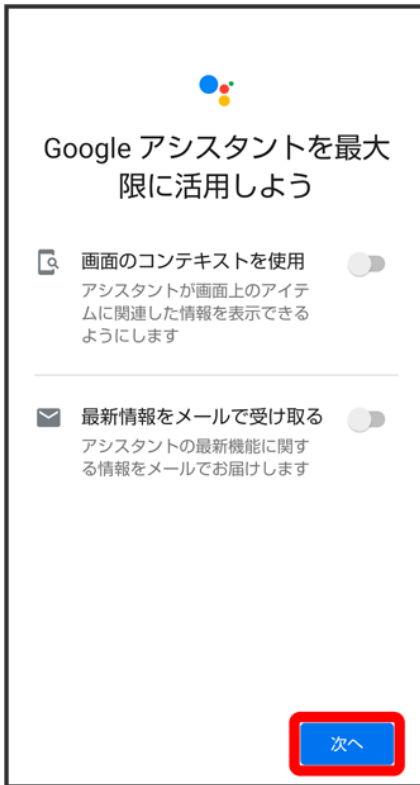 Google アシスタントを最大
限に活用しよう
画面のコンテキストを使用
アシスタントが画面上のアイテ
ムに関連した情報を表示できる
ようにします
最新情報をメールで受け取る
アシスタントの最新機能に関す
る情報をメールでお届けします
次へ